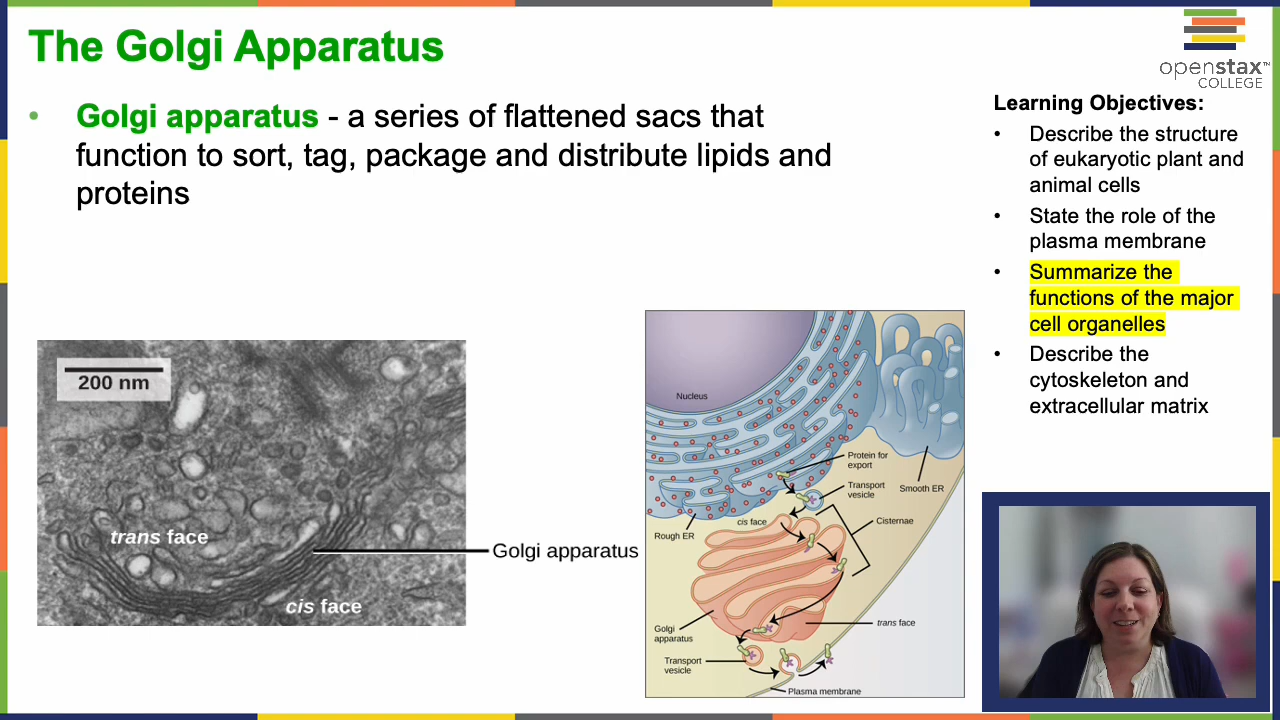 The Golgi Apparatus
• Golgi apparatus - a series of flattened sacs that
function to sort, tag, package and distribute lipids and
proteins
openstax™
COLLEGE
Learning Objectives:
• Describe the structure
of eukaryotic plant and
animal cells
• State the role of the
plasma membrane
• Summarize the
functions of the major
cell organelles
• Describe the
cytoskeleton and
extracellular matrix
200 nm
trans face
Golgi apparatus
cis face
Nucleus
Protein for
export
Transport
vesicle
Smooth ER
cis face
Cisternae
Rough ER
trans face
Golgi
apparatus
Transport
vesicle
Plasma membrane